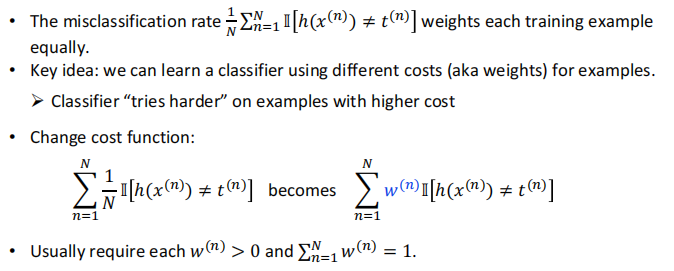 • The misclassification rate $\frac{1}{N}\sum_{n=1}^{N} \mathbb{I}[h(x^{(n)}) \neq t^{(n)}]$ weights each training example
equally.
• Key idea: we can learn a classifier using different costs (aka weights) for examples.
➢ Classifier “tries harder” on examples with higher cost
• Change cost function:
$\sum_{n=1}^{N} \frac{1}{N}\mathbb{I}[h(x^{(n)}) \neq t^{(n)}]$ becomes $\sum_{n=1}^{N} w^{(n)}\mathbb{I}[h(x^{(n)}) \neq t^{(n)}]$
• Usually require each $w^{(n)} > 0$ and $\sum_{n=1}^{N} w^{(n)} = 1$.